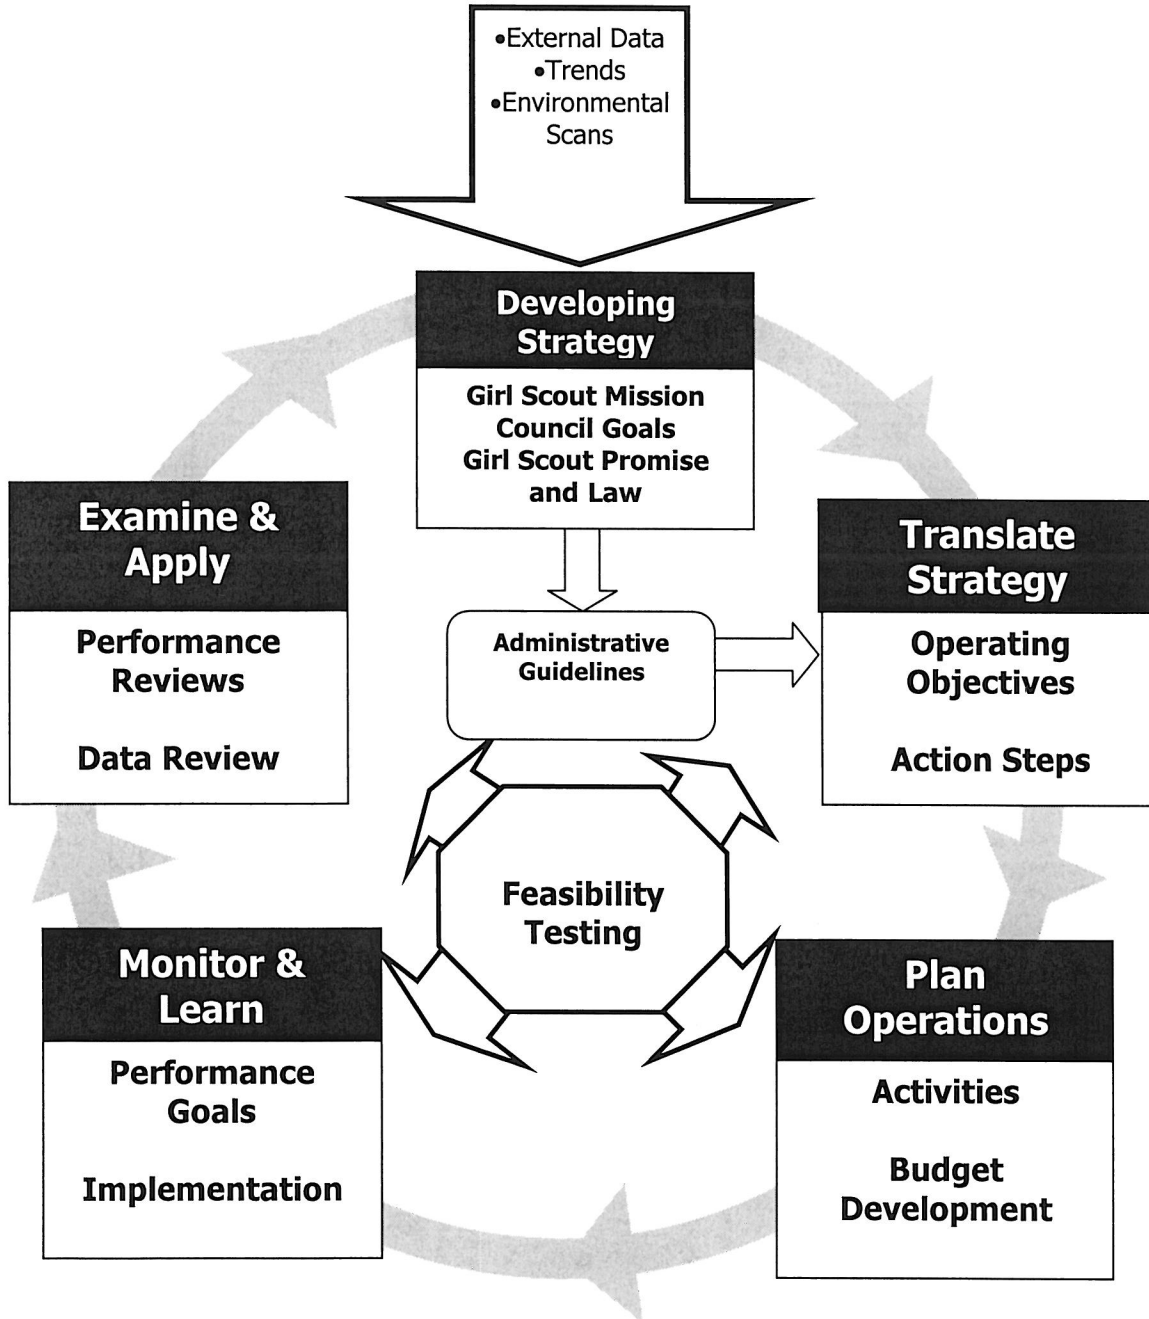 •External Data
•Trends
•Environmental
Scans
Developing
Strategy
Girl Scout Mission
Council Goals
Girl Scout Promise
and Law
Examine &
Apply
Performance
Reviews
Data Review
Translate
Strategy
Operating
Objectives
Action Steps
Administrative
Guidelines
Feasibility
Testing
Monitor &
Learn
Performance
Goals
Implementation
Plan
Operations
Activities
Budget
Development